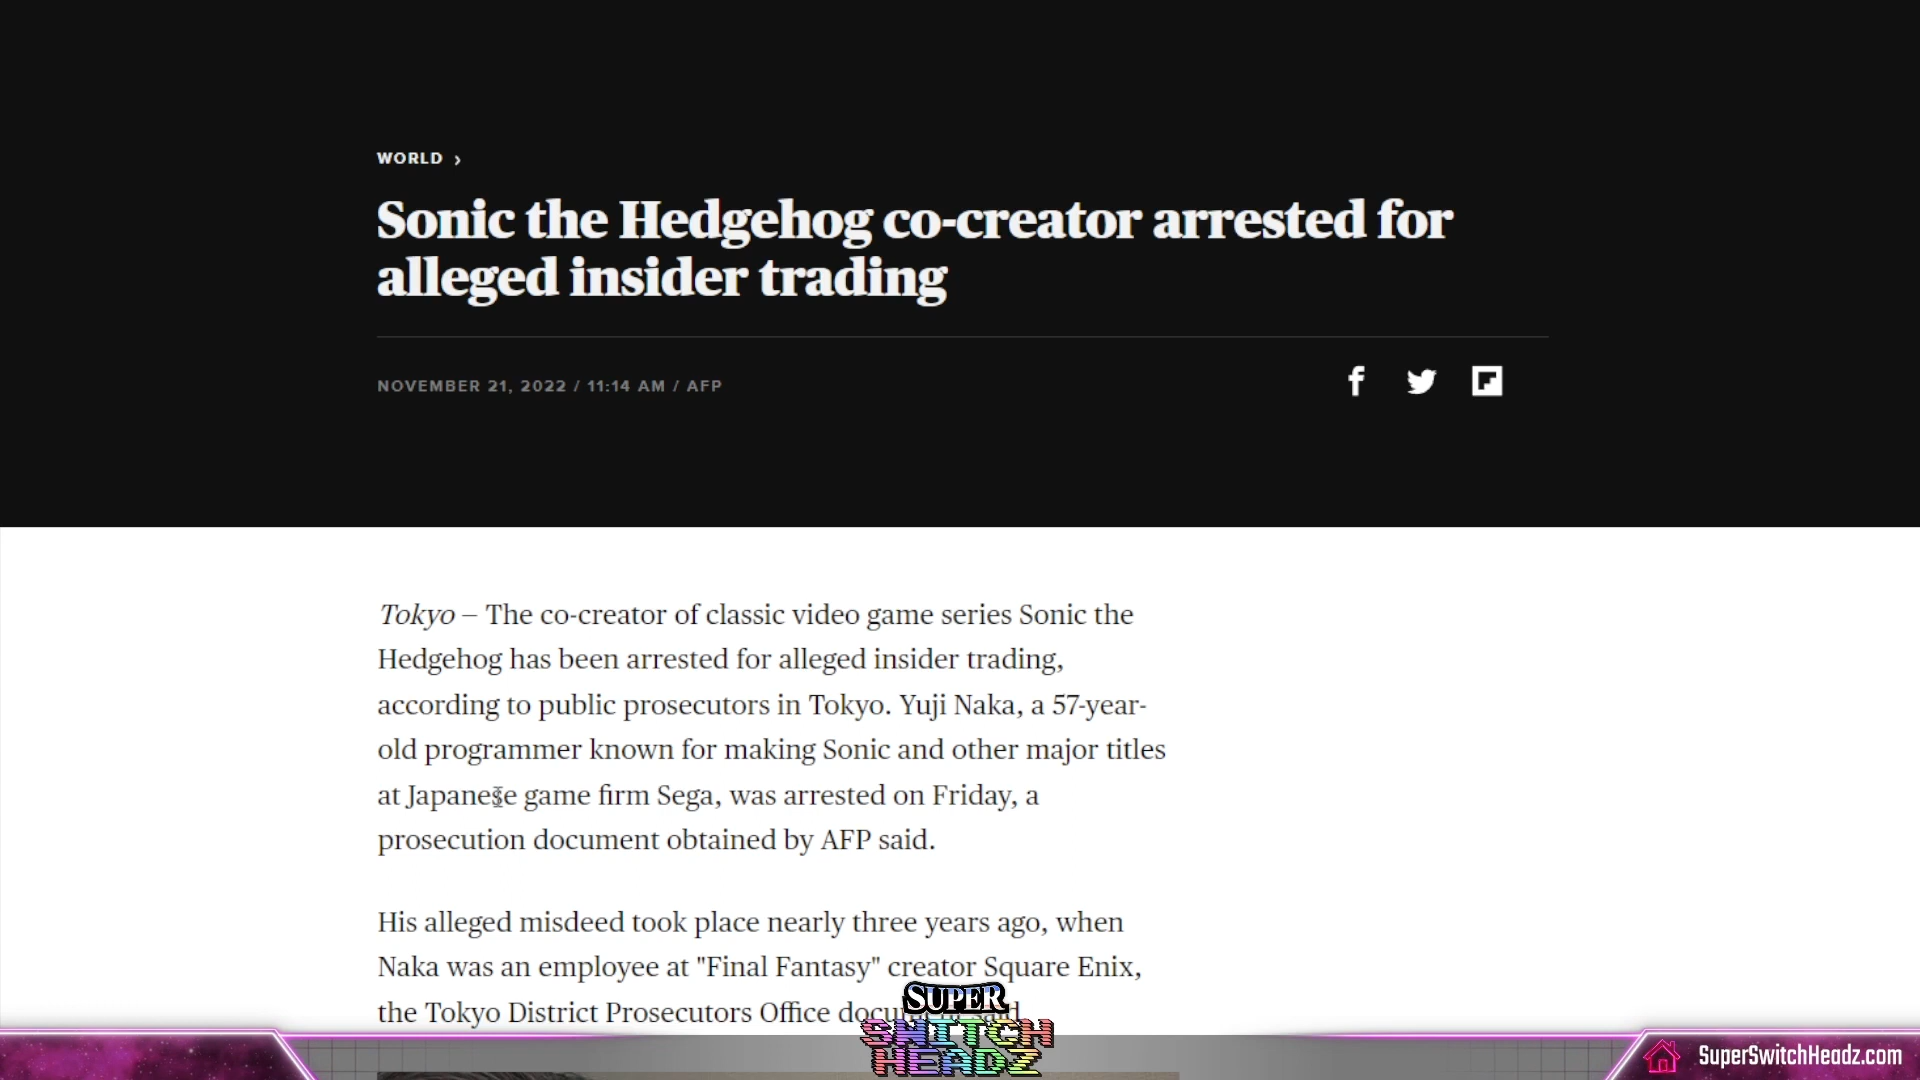 WORLD ›
Sonic the Hedgehog co-creator arrested for
alleged insider trading
NOVEMBER 21, 2022 / 11:14 AM / AFP
Tokyo – The co-creator of classic video game series Sonic the
Hedgehog has been arrested for alleged insider trading,
according to public prosecutors in Tokyo. Yuji Naka, a 57-year-
old programmer known for making Sonic and other major titles
at Japanese game firm Sega, was arrested on Friday, a
prosecution document obtained by AFP said.
His alleged misdeed took place nearly three years ago, when
Naka was an employee at "Final Fantasy" creator Square Enix,
the Tokyo District Prosecutors Office document said
SUPER
SWITCH
HEADZ
SuperSwitchHeadz.com